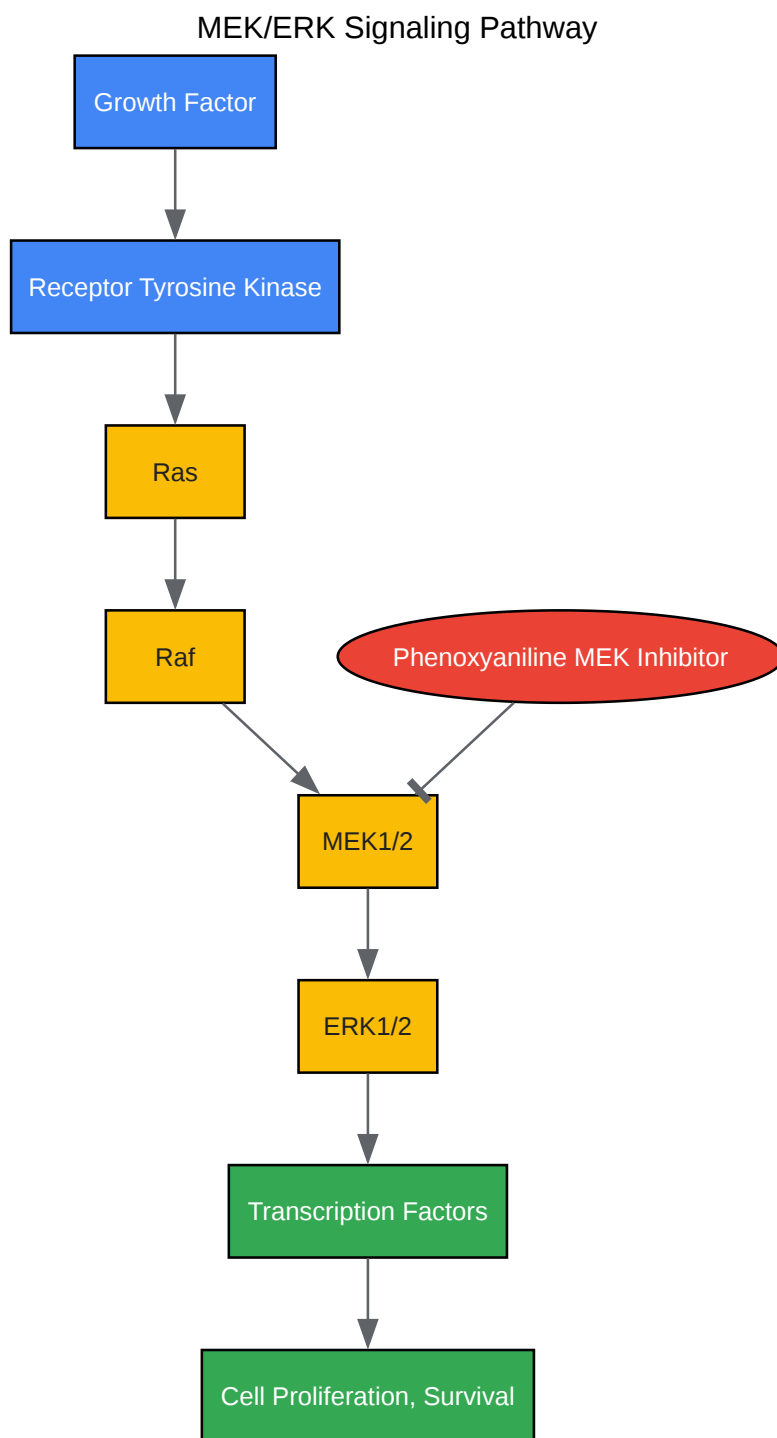 MEK/ERK Signaling Pathway
Growth Factor
Receptor Tyrosine Kinase
Ras
Raf
Phenoxyaniline MEK Inhibitor
MEK1/2
ERK1/2
Transcription Factors
Cell Proliferation, Survival